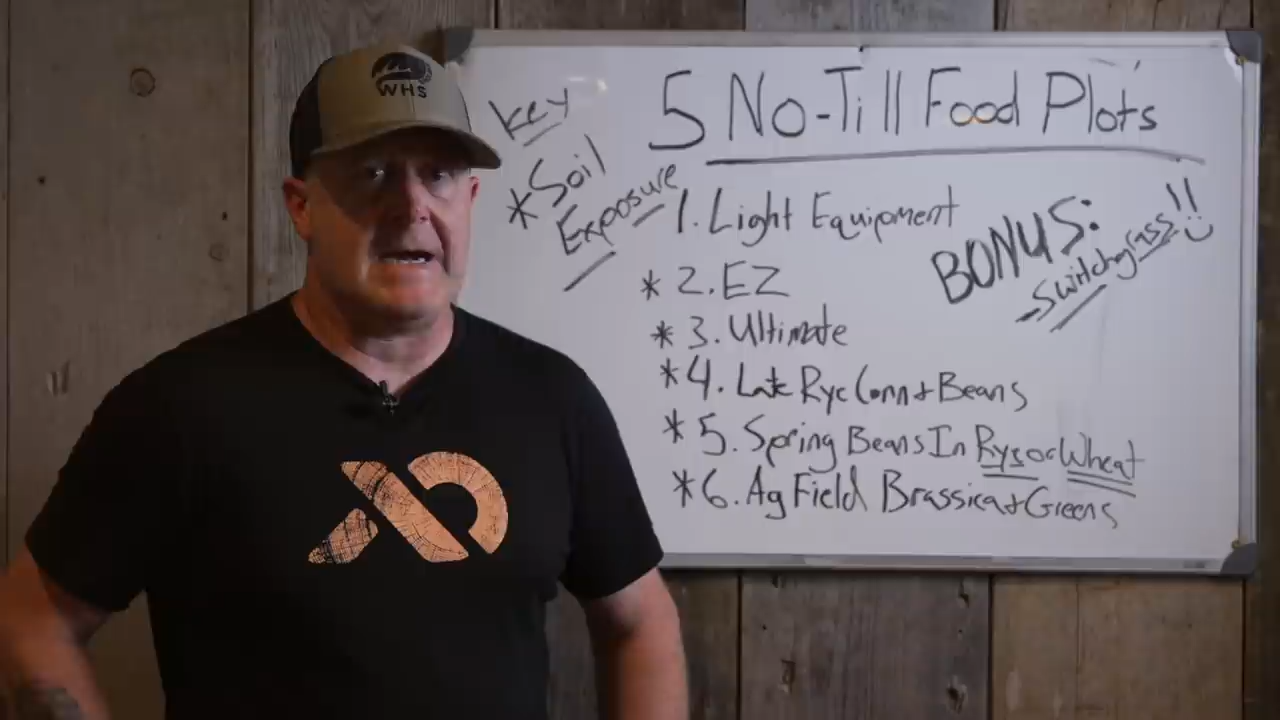 WHS
XO
Key
*Soil
Exposure
5 No-Till Food Plots
1. Light Equipment
* 2. EZ
* 3. Ultimate
* 4. Late Rye Corn + Beans
* 5. Spring Beans In Rye or Wheat
* 6. Ag Field Brassica + Greens
BONUS:
Switchgrass!!